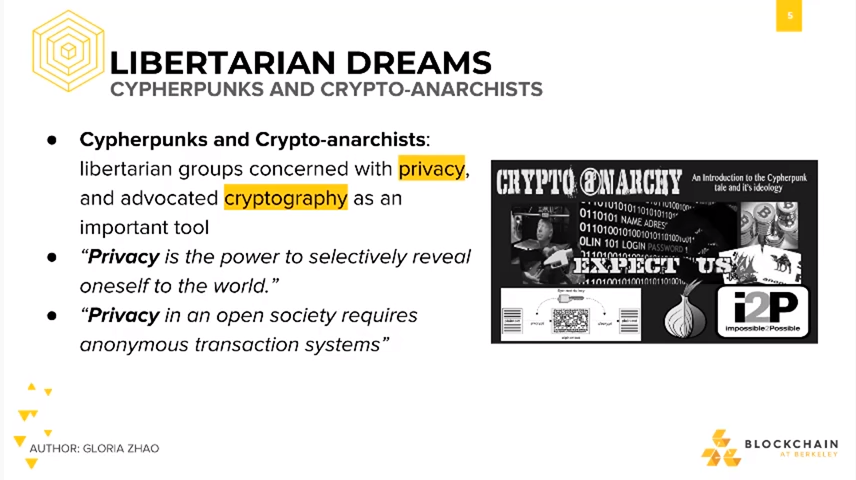 5
LIBERTARIAN DREAMS
CYPHERPUNKS AND CRYPTO-ANARCHISTS
● Cypherpunks and Crypto-anarchists:
libertarian groups concerned with privacy,
and advocated cryptography as an
important tool
● “Privacy is the power to selectively reveal
oneself to the world.”
● “Privacy in an open society requires
anonymous transaction systems”
CRYPTO @NARCHY
An Introduction to the Cypherpunk
tale and it's ideology
0110101 NAME ADRES
OLIN 101 LOGIN PASSWORD
EXPECT US
i2P
impossible2Possible
AUTHOR: GLORIA ZHAO
BLOCKCHAIN
AT BERKELEY